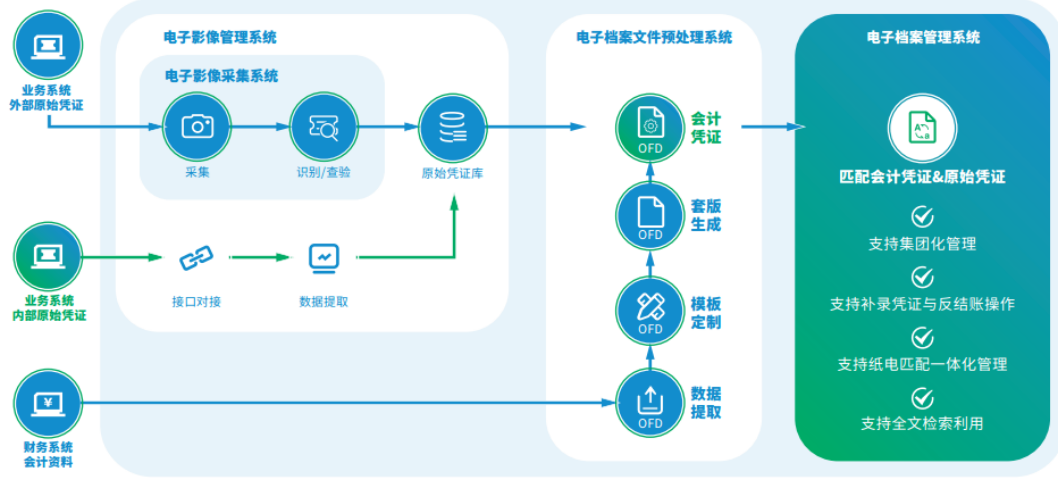 业务系统
外部原始凭证
业务系统
内部原始凭证
¥
财务系统
会计资料
电子影像管理系统
电子影像采集系统
采集
识别/查验
原始凭证库
接口对接
数据提取
电子档案文件预处理系统
OFD
会计
凭证
OFD
套版
生成
OFD
模板
定制
OFD
数据
提取
电子档案管理系统
A
B
匹配会计凭证&原始凭证
支持集团化管理
支持补录凭证与反结账操作
支持纸电匹配一体化管理
支持全文检索利用